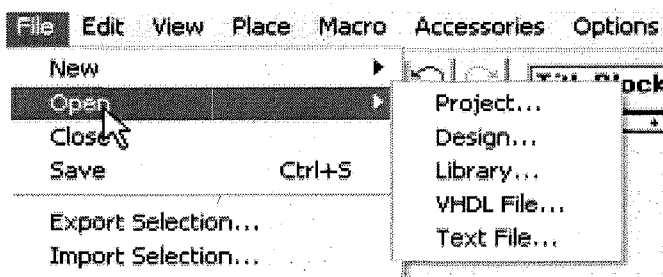 File Edit View Place Macro Accessories Options
New
Open
Close
Save Ctrl+S
Export Selection...
Import Selection...
Project...
Design...
Library...
VHDL File...
Text File...